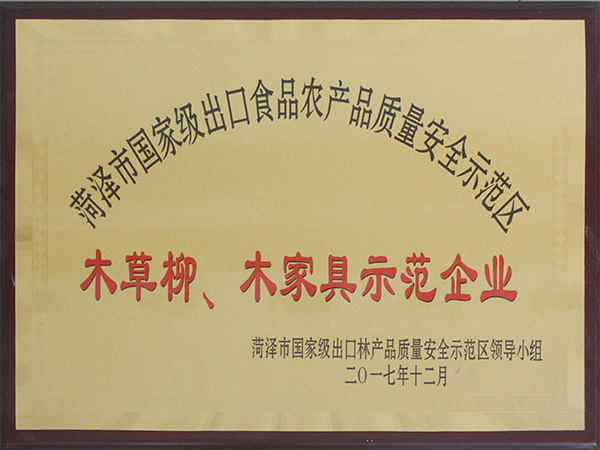 菏泽市国家级出口食品农产品质量安全示范区
木草柳、木家具示范企业
菏泽市国家级出口林产品质量安全示范区领导小组
二〇一七年十二月